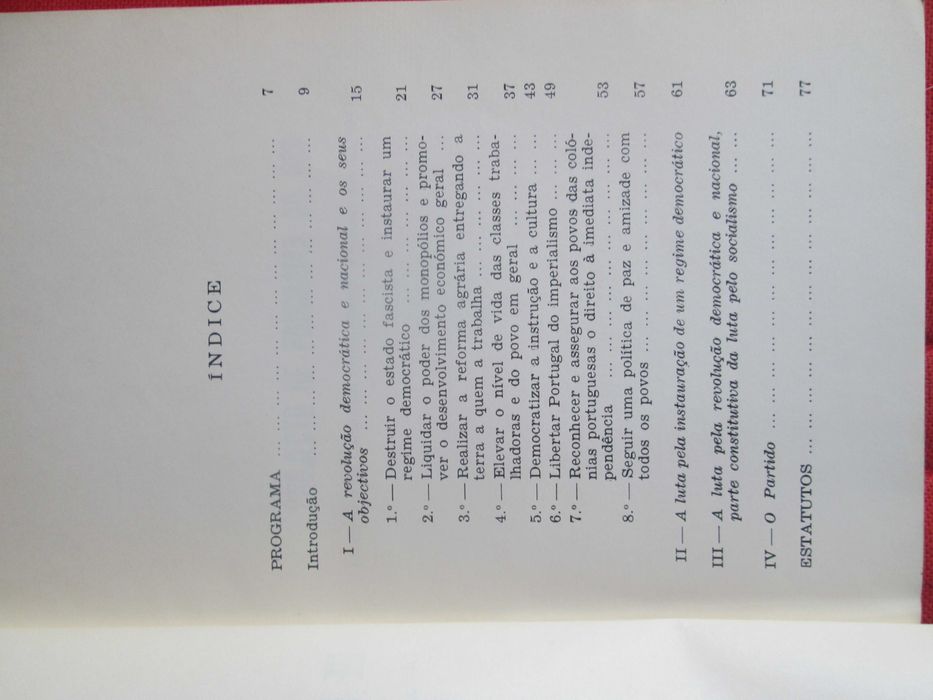 ÍNDICE
PROGRAMA ... ... ... ... ... ... ... ... ... ... 7
Introdução ... ... ... ... ... ... ... ... ... 9
I — A revolução democrática e nacional e os seus
objectivos ... ... ... ... ... ... ... ... ... 15
1.º — Destruir o estado fascista e instaurar um
regime democrático ... ... ... ... ... ... 21
2.º — Liquidar o poder dos monopólios e promo-
ver o desenvolvimento económico geral ... 27
3.º — Realizar a reforma agrária entregando a
terra a quem a trabalha ... ... ... ... ... 31
4.º — Elevar o nível de vida das classes traba-
lhadoras e do povo em geral ... ... ... ... 37
5.º — Democratizar a instrução e a cultura ... ... 43
6.º — Libertar Portugal do imperialismo ... ... ... 49
7.º — Reconhecer e assegurar aos povos das coló-
nias portuguesas o direito à imediata inde-
pendência ... ... ... ... ... ... ... ... 53
8.º — Seguir uma política de paz e amizade com
todos os povos ... ... ... ... ... ... ... 57
II — A luta pela instauração de um regime democrático 61
III — A luta pela revolução democrática e nacional,
parte constitutiva da luta pelo socialismo ... ... 63
IV — O Partido ... ... ... ... ... ... ... ... ... 71
ESTATUTOS ... ... ... ... ... ... ... ... ... ... 77